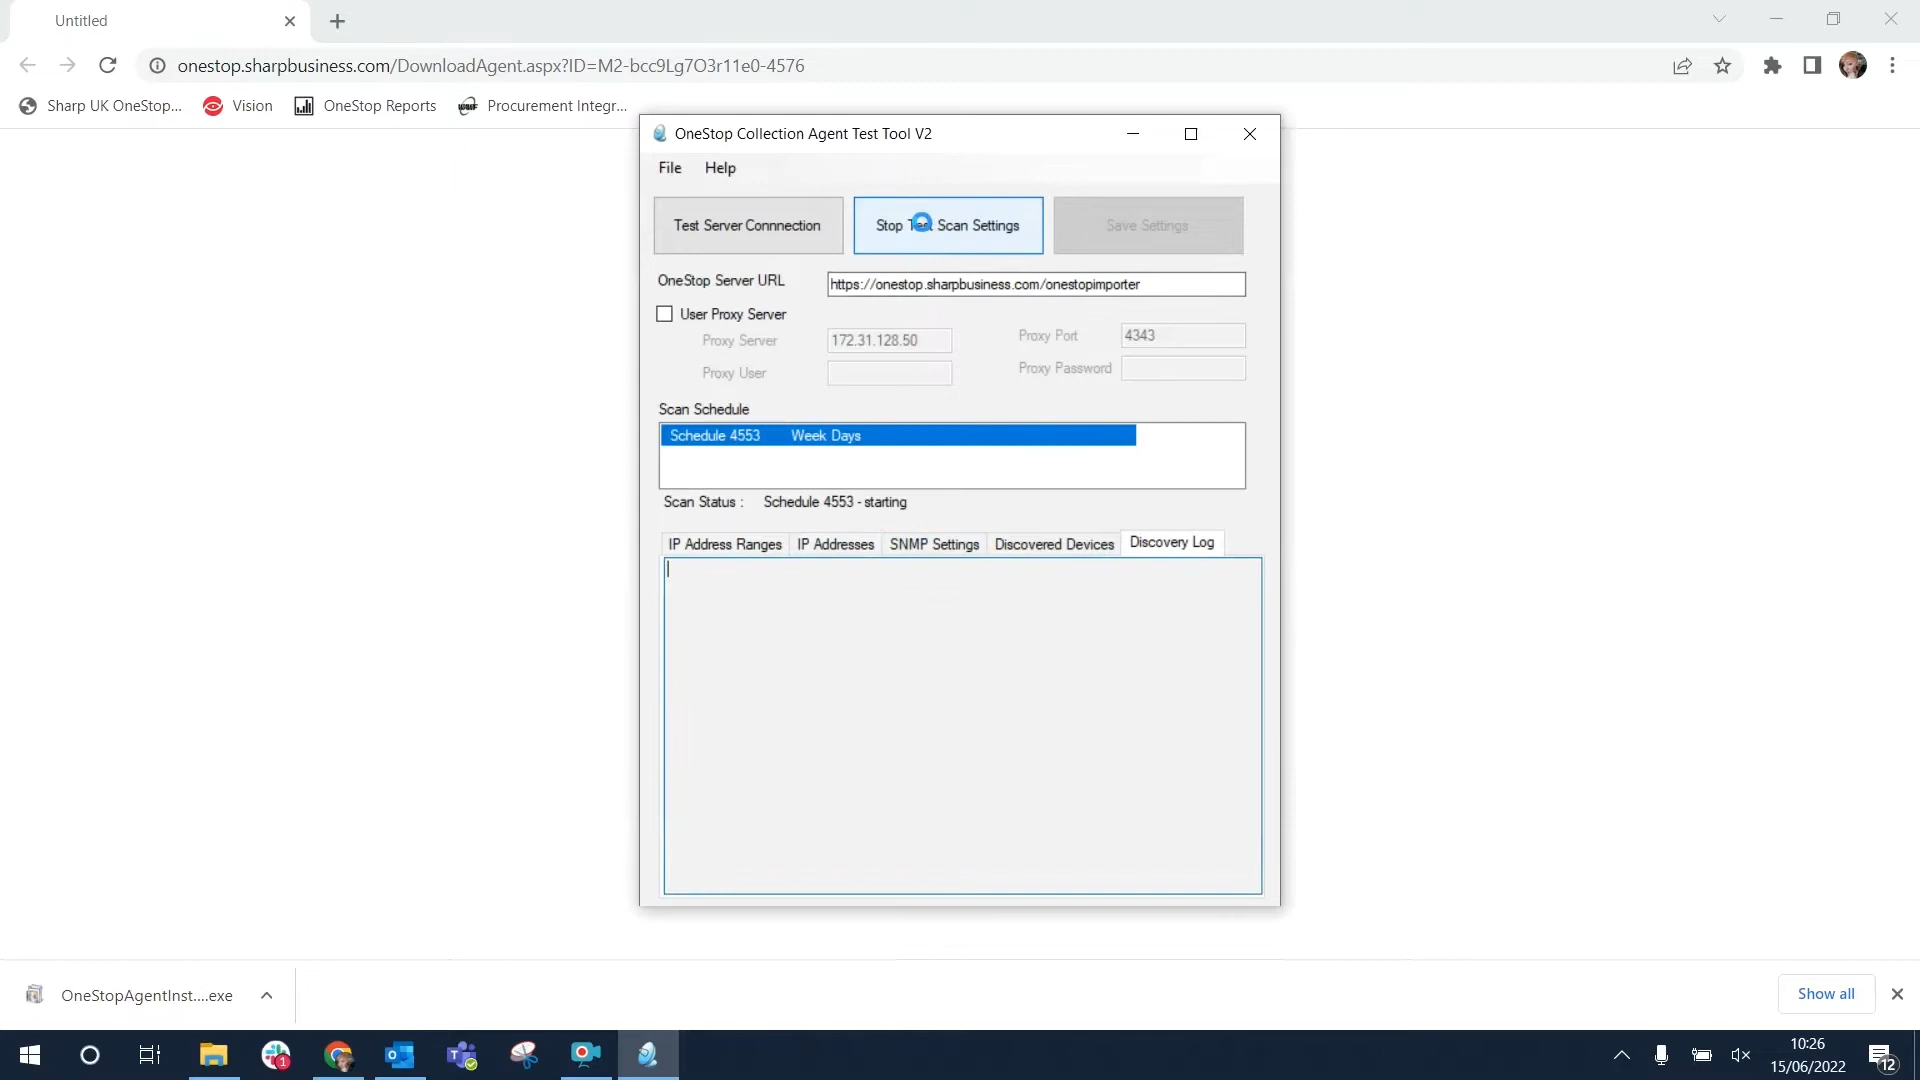 Untitled
onestop.sharpbusiness.com/DownloadAgent.aspx?ID=M2-bcc9Lg7O3r11e0-4576
Sharp UK OneStop... Vision OneStop Reports Procurement Integr...
OneStop Collection Agent Test Tool V2
File Help
Test Server Connnection Stop Test Scan Settings Save Settings
OneStop Server URL https://onestop.sharpbusiness.com/onestopimporter
User Proxy Server
Proxy Server 172.31.128.50 Proxy Port 4343
Proxy User Proxy Password
Scan Schedule
Schedule 4553 Week Days
Scan Status : Schedule 4553 - starting
IP Address Ranges IP Addresses SNMP Settings Discovered Devices Discovery Log
OneStopAgentInst....exe Show all
1
10:26
15/06/2022
12